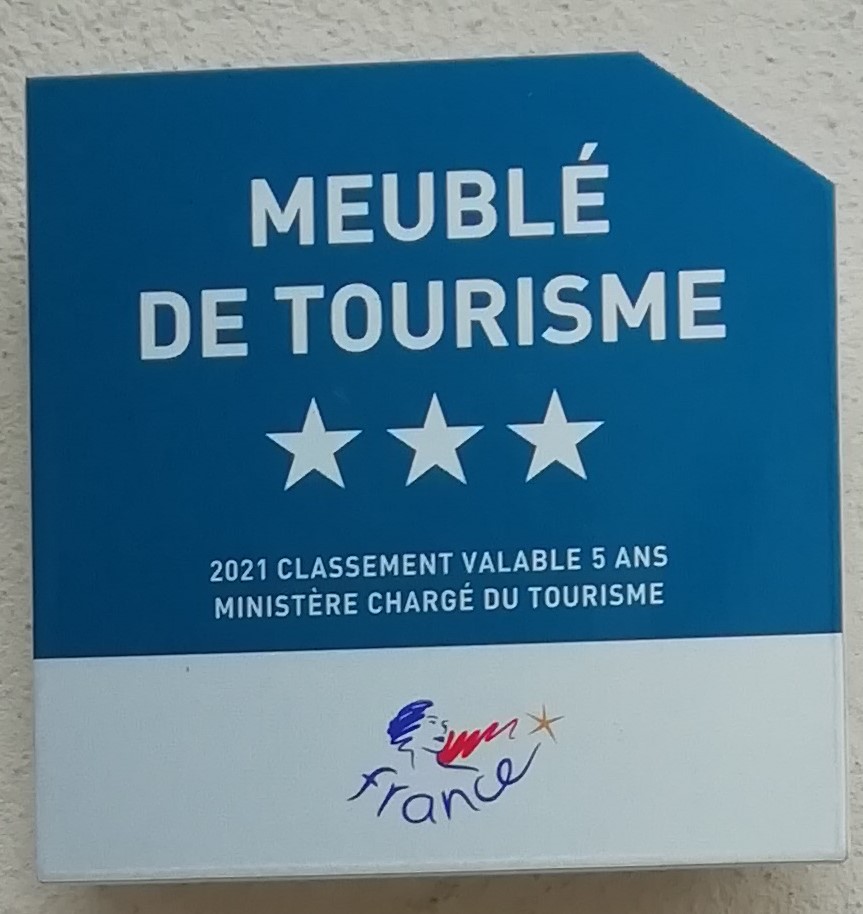 MEUBLÉ
DE TOURISME
2021 CLASSEMENT VALABLE 5 ANS
MINISTÈRE CHARGÉ DU TOURISME
france